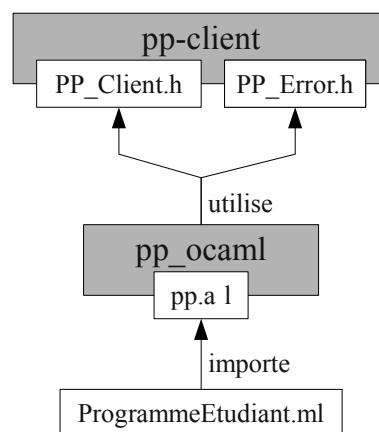 pp-client
PP_Client.h PP_Error.h
utilise
pp_ocaml
pp.a l
importe
ProgrammeEtudiant.ml